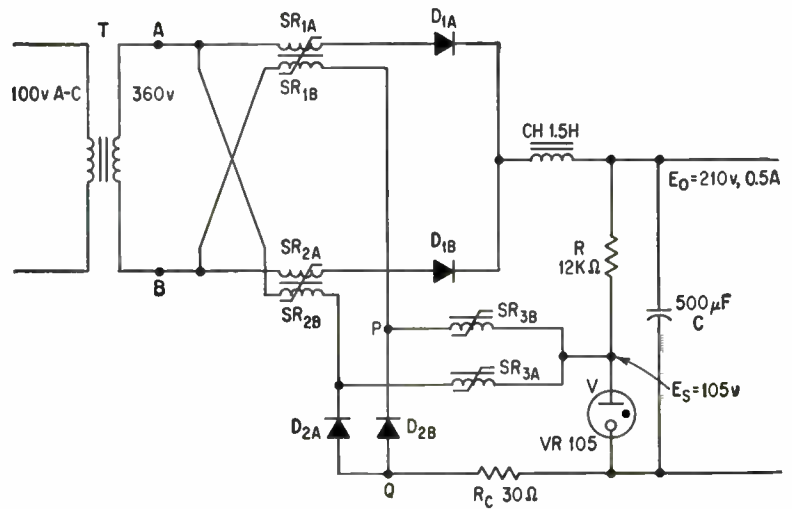 T
A
SR1A
D1A
100v A-C
360v
SR1B
CH 1.5H
E0=210v, 0.5A
B
SR2A
D1B
SR2B
R
12KΩ
500μF
C
P
SR3B
SR3A
ES=105v
V
D2A
D2B
VR 105
Q
RC 30Ω